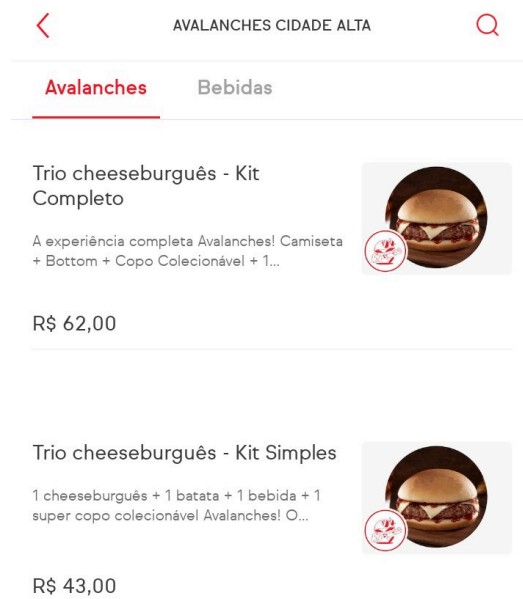 AVALANCHES CIDADE ALTA
Avalanches
Bebidas
Trio cheeseburguês - Kit
Completo
A experiência completa Avalanches! Camiseta
+ Bottom + Copo Colecionável + 1...
R$ 62,00
Trio cheeseburguês - Kit Simples
1 cheeseburguês + 1 batata + 1 bebida + 1
super copo colecionável Avalanches! O...
R$ 43,00